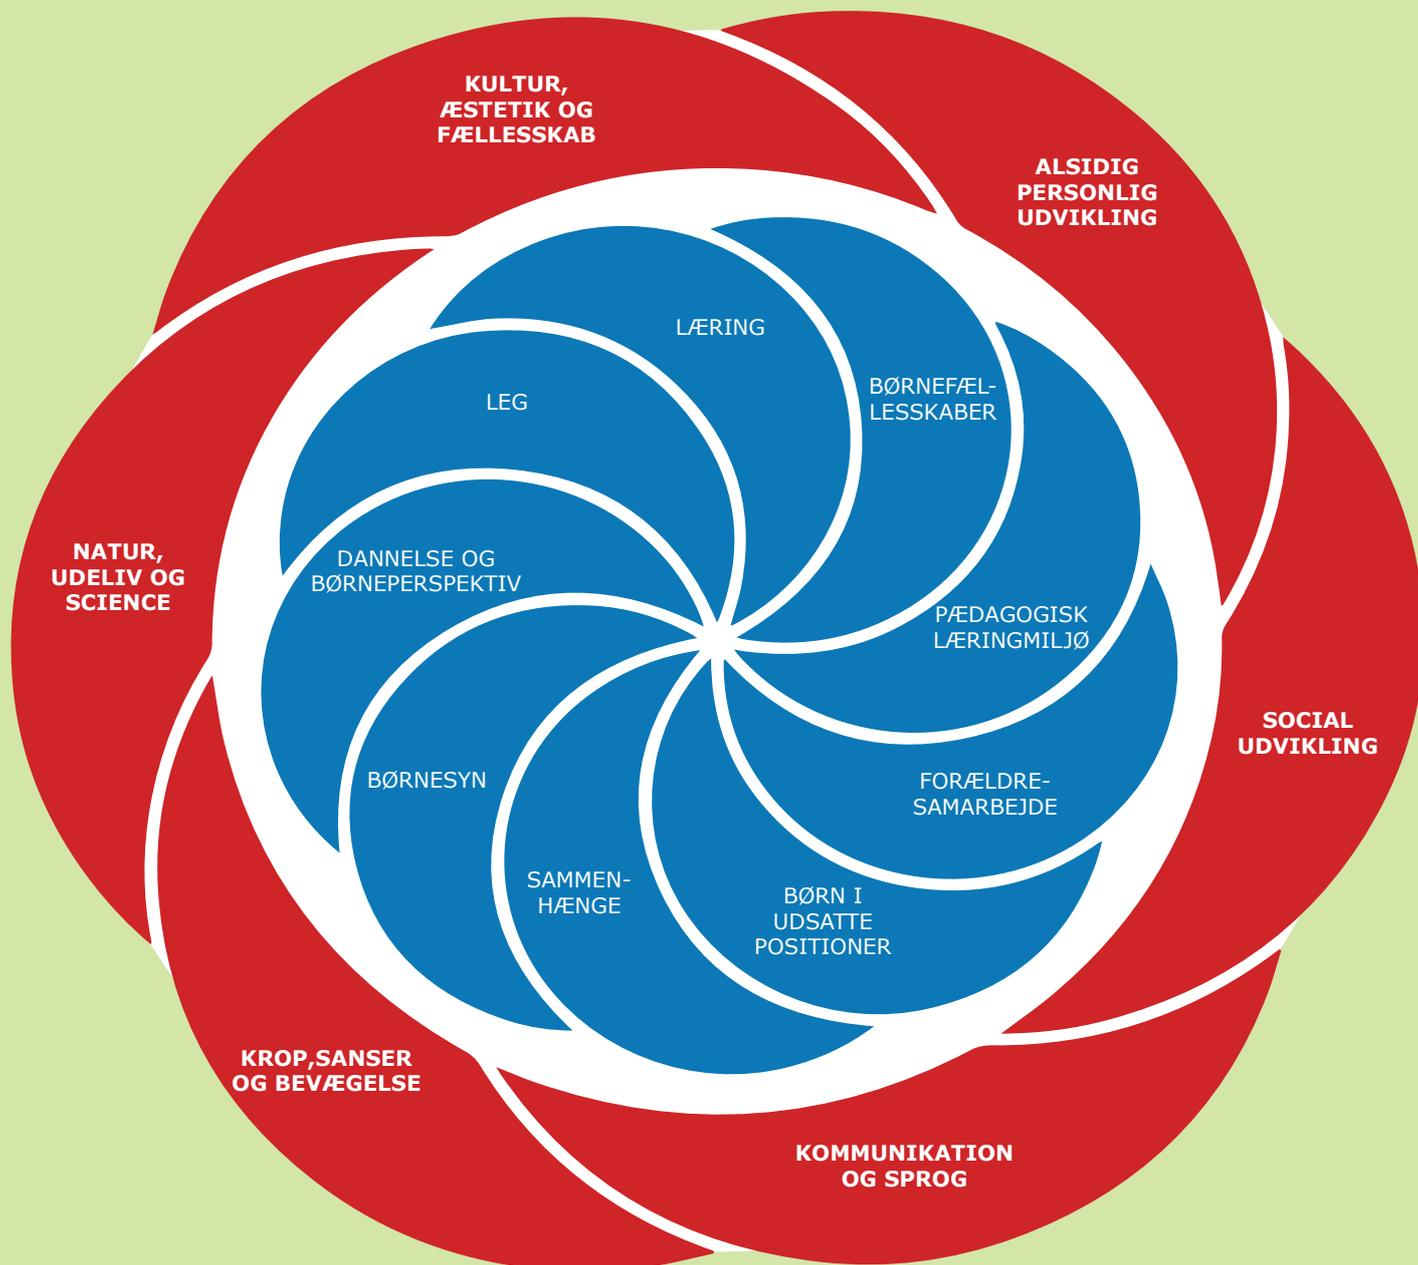 KULTUR,
ÆSTETIK OG
FÆLLESSKAB
ALSIDIG
PERSONLIG
UDVIKLING
LÆRING
BØRNEFÆL-
LESSKABER
LEG
NATUR,
UDELIV OG
SCIENCE
DANNELSE OG
BØRNEPERSPEKTIV
PÆDAGOGISK
LÆRINGMILJØ
SOCIAL
UDVIKLING
BØRNESYN
FORÆLDRE-
SAMARBEJDE
SAMMEN-
HÆNGE
BØRN I
UDSATTE
POSITIONER
KROP,SANSER
OG BEVÆGELSE
KOMMUNIKATION
OG SPROG